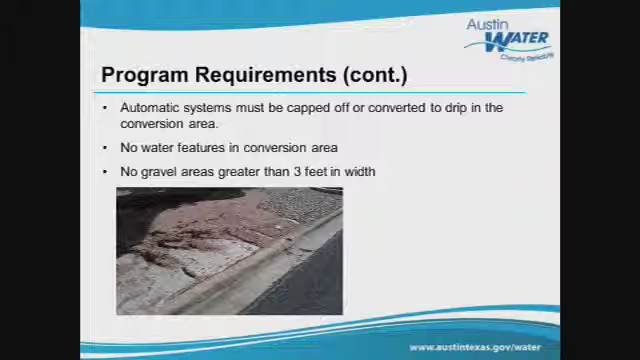 Austin
WATER
Program Requirements (cont.)
• Automatic systems must be capped off or converted to drip in the
conversion area.
• No water features in conversion area
• No gravel areas greater than 3 feet in width
www.austintexas.gov/water